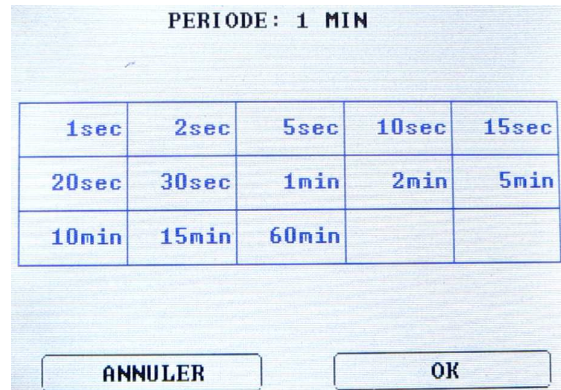 PERIODE: 1 MIN
1sec 2sec 5sec 10sec 15sec
20sec 30sec 1min 2min 5min
10min 15min 60min
ANNULER OK